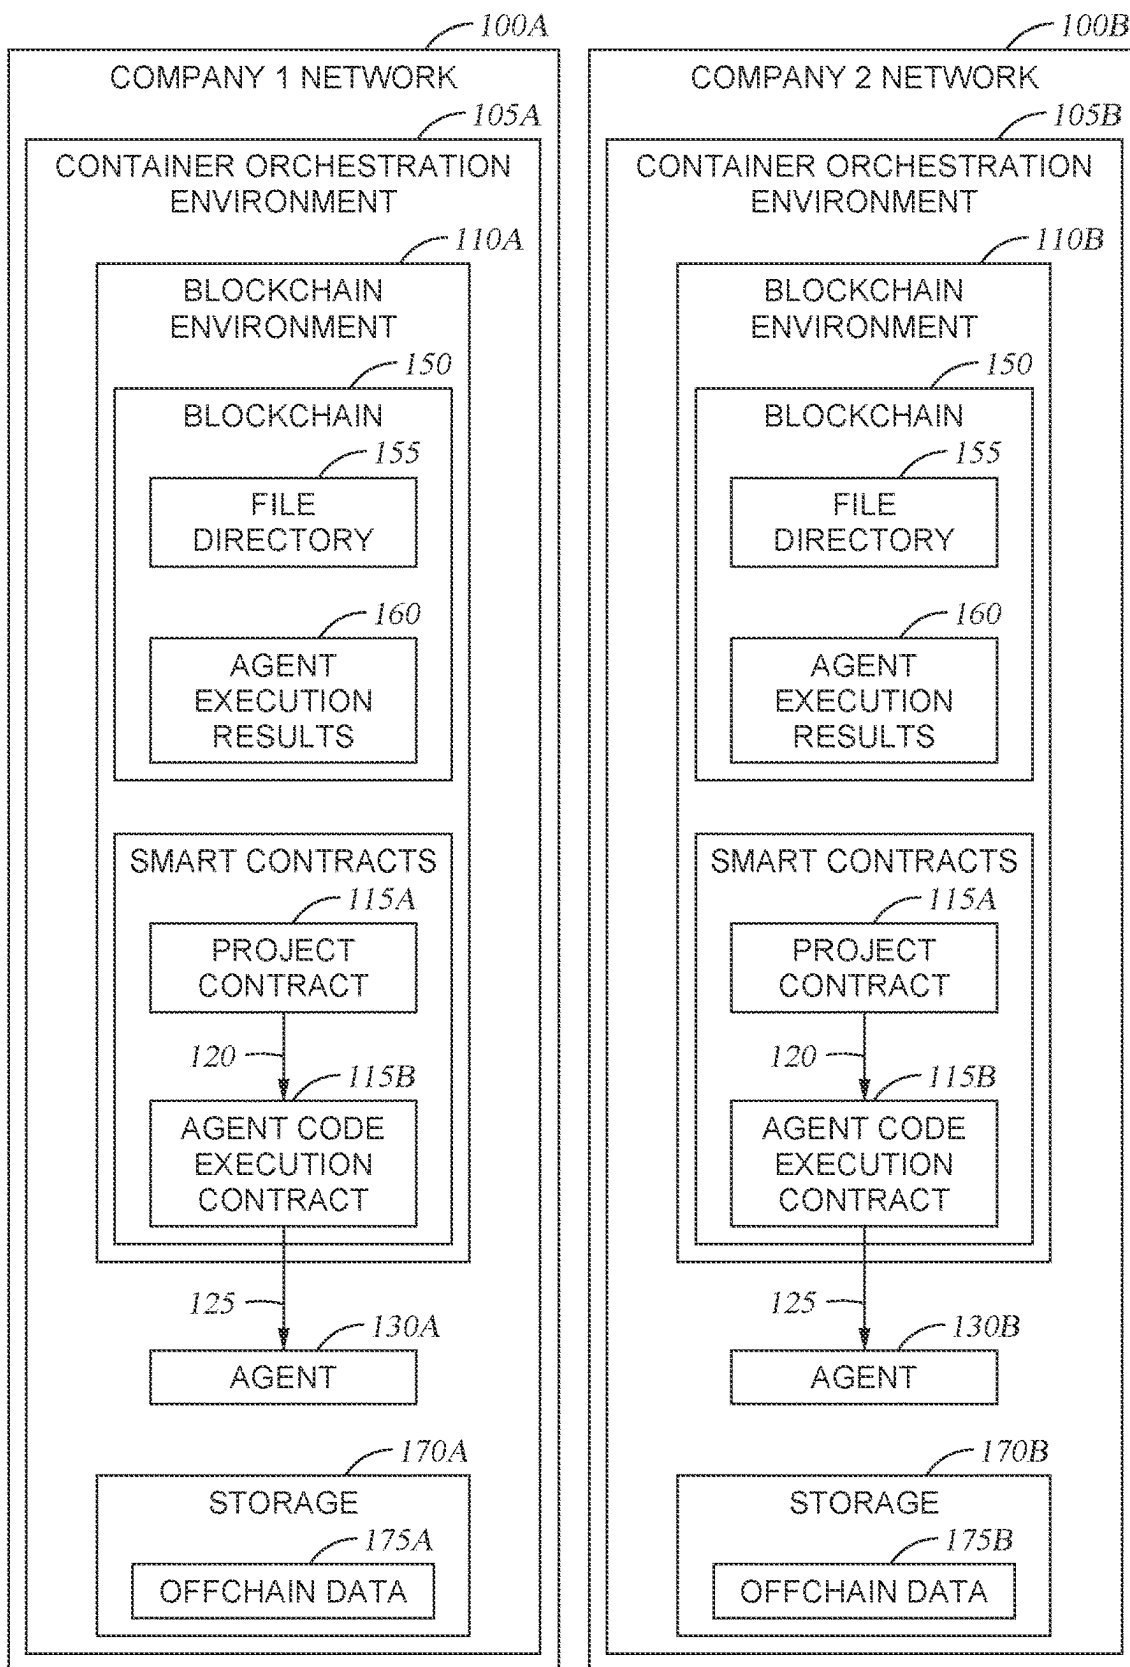 100A
COMPANY 1 NETWORK
105A
CONTAINER ORCHESTRATION
ENVIRONMENT
110A
BLOCKCHAIN
ENVIRONMENT
150
BLOCKCHAIN
155
FILE
DIRECTORY
160
AGENT
EXECUTION
RESULTS
SMART CONTRACTS
115A
PROJECT
CONTRACT
120
115B
AGENT CODE
EXECUTION
CONTRACT
125
130A
AGENT
170A
STORAGE
175A
OFFCHAIN DATA
100B
COMPANY 2 NETWORK
105B
CONTAINER ORCHESTRATION
ENVIRONMENT
110B
BLOCKCHAIN
ENVIRONMENT
150
BLOCKCHAIN
155
FILE
DIRECTORY
160
AGENT
EXECUTION
RESULTS
SMART CONTRACTS
115A
PROJECT
CONTRACT
120
115B
AGENT CODE
EXECUTION
CONTRACT
125
130B
AGENT
170B
STORAGE
175B
OFFCHAIN DATA